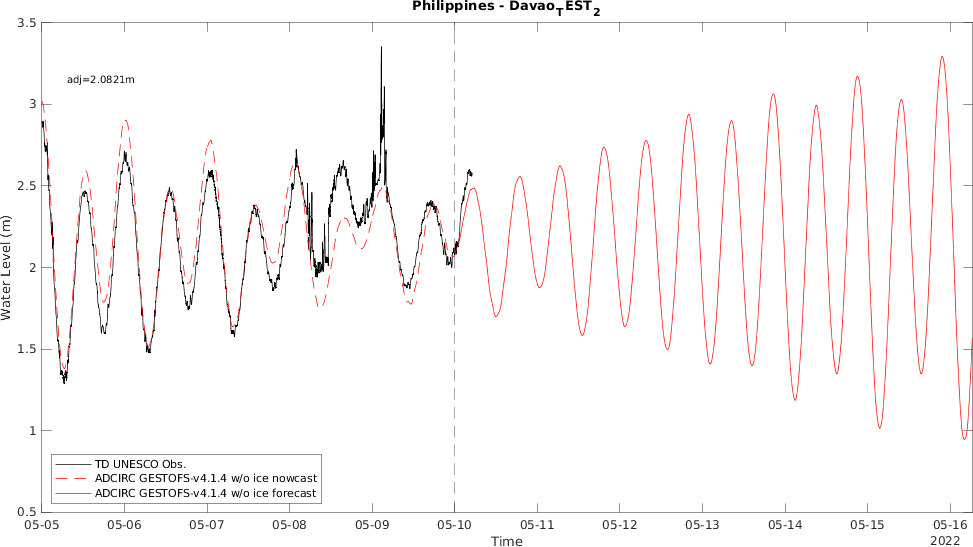 Philippines - Davao_TEST_2
adj=2.0821m
3.5
3
2.5
2
1.5
1
0.5
Water Level (m)
TD UNESCO Obs.
ADCIRC GESTOFS-v4.1.4 w/o ice nowcast
ADCIRC GESTOFS-v4.1.4 w/o ice forecast
05-05 05-06 05-07 05-08 05-09 05-10 05-11 05-12 05-13 05-14 05-15 05-16
Time
2022